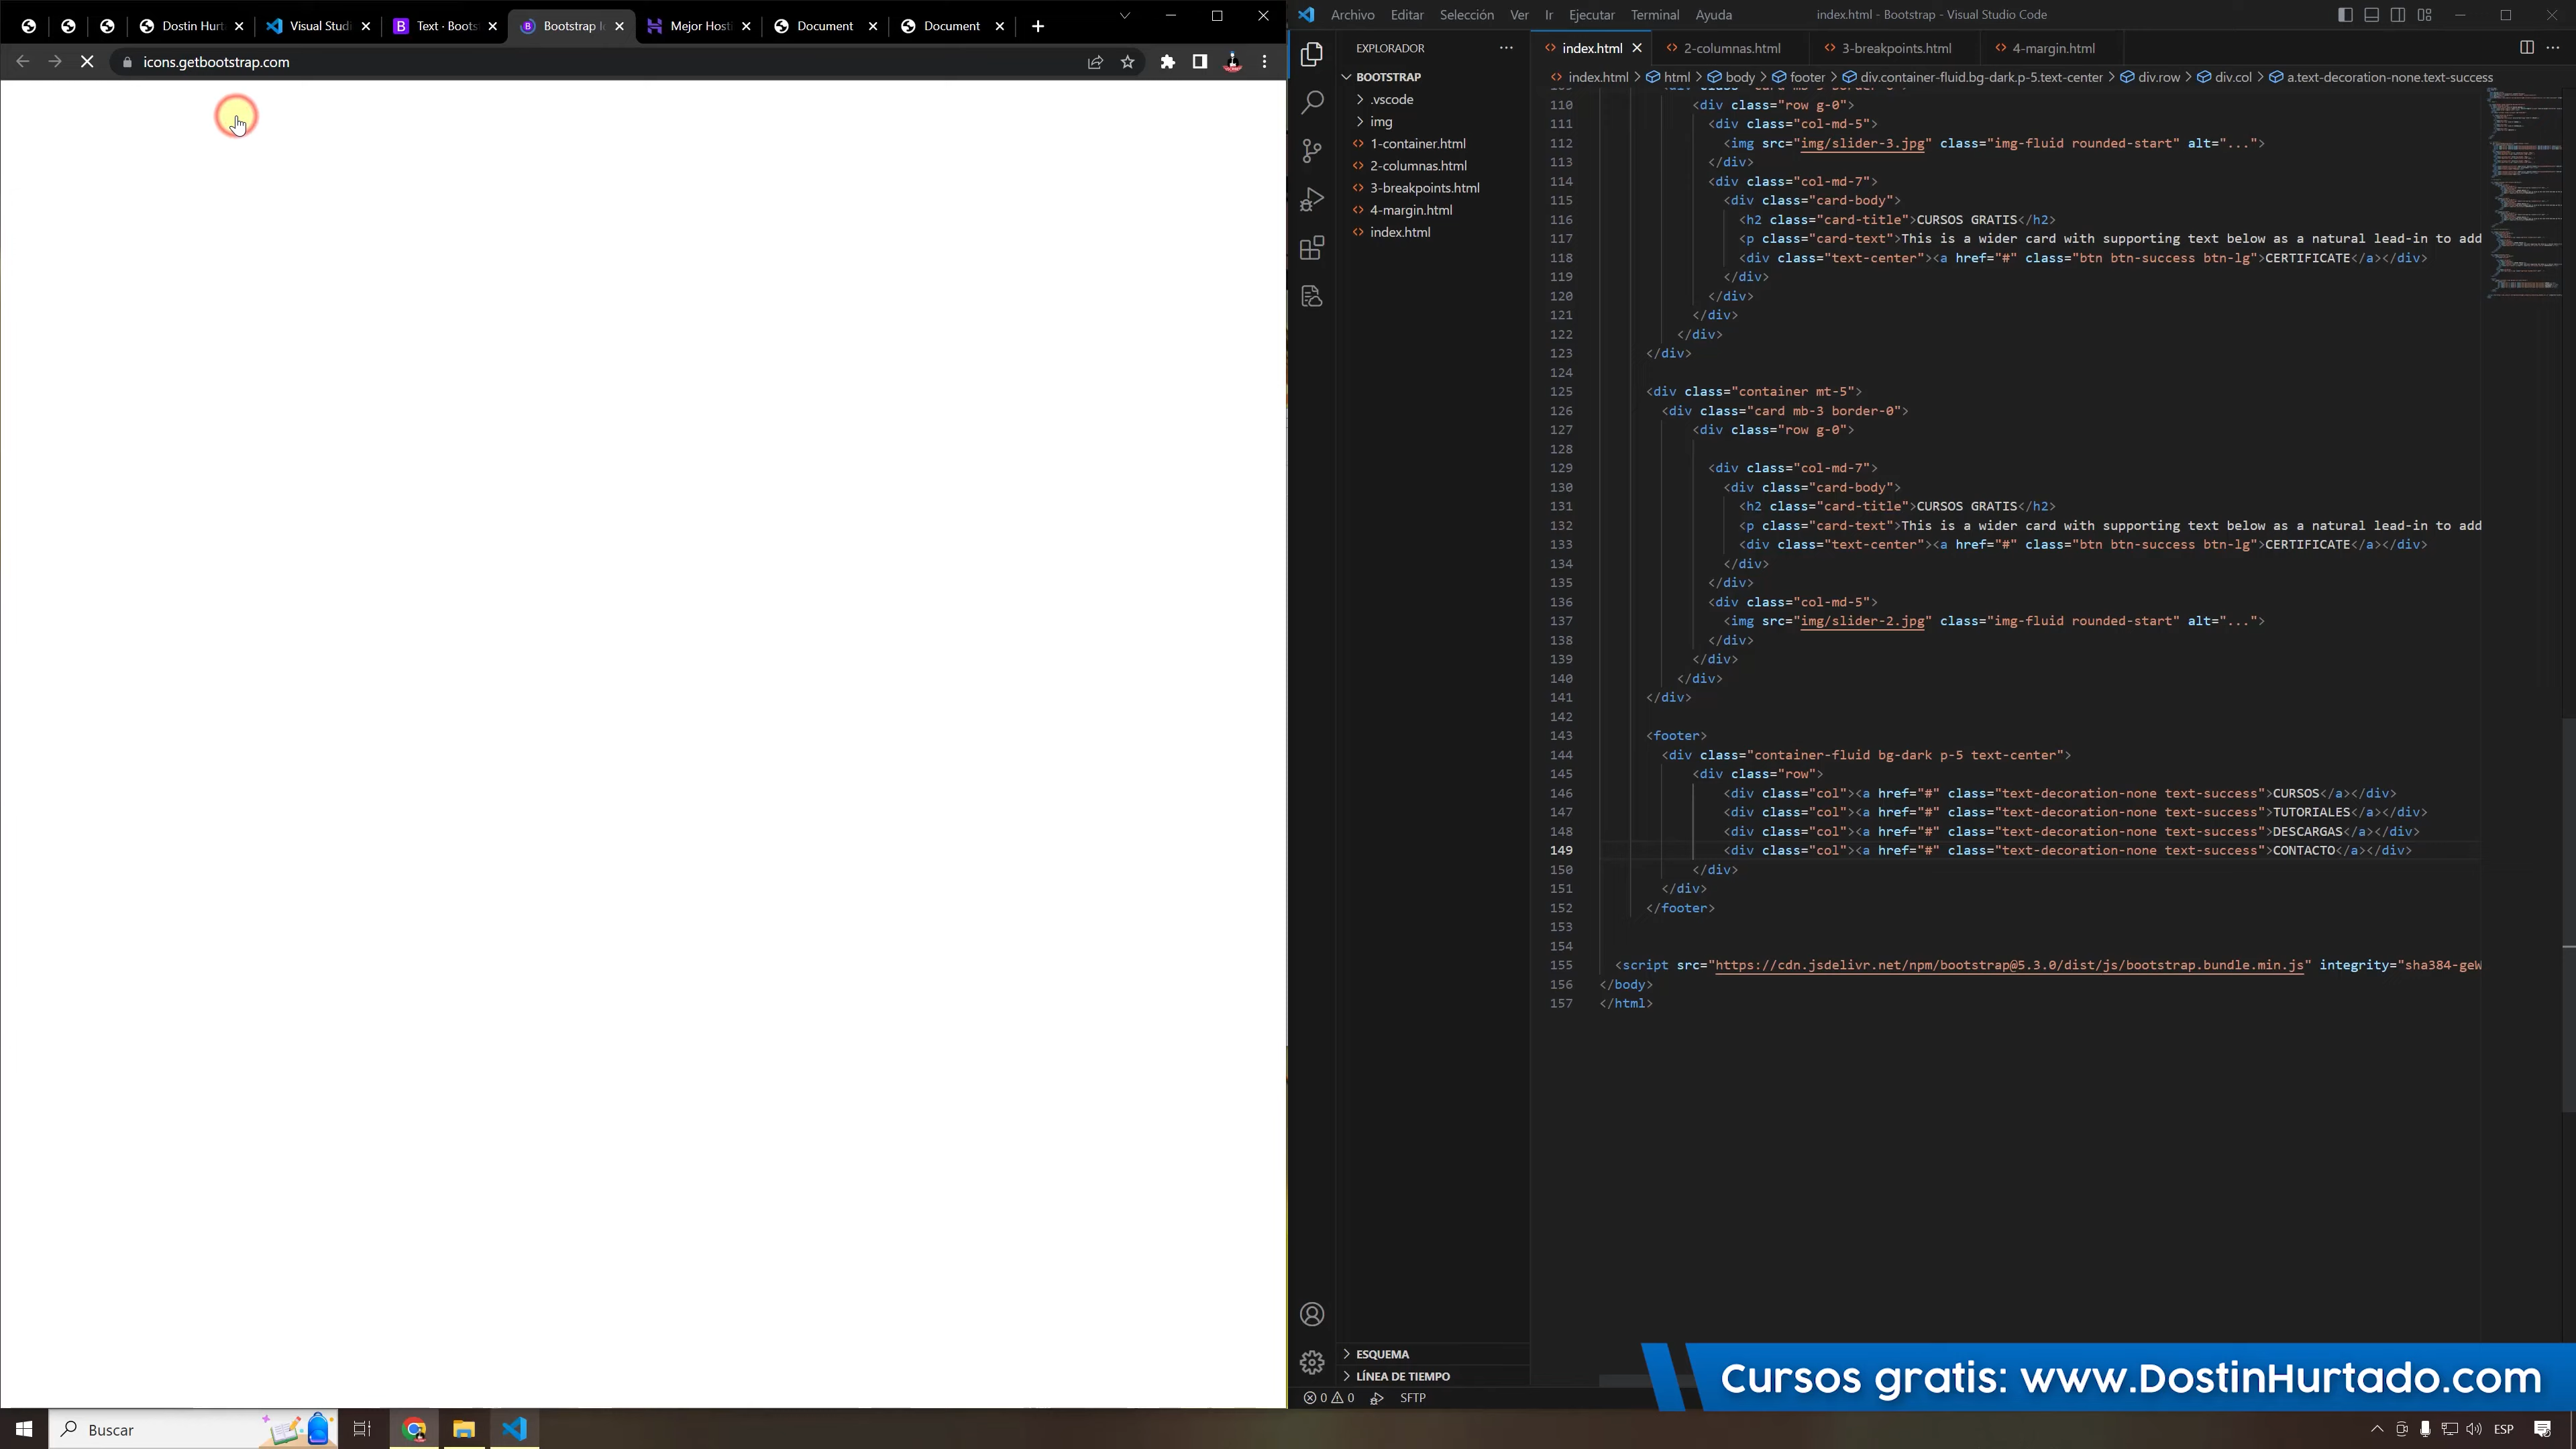 Dostin Hurt
Visual Studi
Text · Boots
Bootstrap I
Mejor Hosti
Document
Document
icons.getbootstrap.com
Archivo Editar Selección Ver Ir Ejecutar Terminal Ayuda
index.html - Bootstrap - Visual Studio Code
EXPLORADOR
BOOTSTRAP
.vscode
img
1-container.html
2-columnas.html
3-breakpoints.html
4-margin.html
index.html
ESQUEMA
LÍNEA DE TIEMPO
index.html
2-columnas.html
3-breakpoints.html
4-margin.html
index.html > html > body > footer > div.container-fluid.bg-dark.p-5.text-center > div.row > div.col > a.text-decoration-none.text-success
110 <div class="row g-0">
111 <div class="col-md-5">
112 <img src="img/slider-3.jpg" class="img-fluid rounded-start" alt="...">
113 </div>
114 <div class="col-md-7">
115 <div class="card-body">
116 <h2 class="card-title">CURSOS GRATIS</h2>
117 <p class="card-text">This is a wider card with supporting text below as a natural lead-in to add
118 <div class="text-center"><a href="#" class="btn btn-success btn-lg">CERTIFICATE</a></div>
119 </div>
120 </div>
121 </div>
122 </div>
123 </div>
124
125 <div class="container mt-5">
126 <div class="card mb-3 border-0">
127 <div class="row g-0">
128
129 <div class="col-md-7">
130 <div class="card-body">
131 <h2 class="card-title">CURSOS GRATIS</h2>
132 <p class="card-text">This is a wider card with supporting text below as a natural lead-in to add
133 <div class="text-center"><a href="#" class="btn btn-success btn-lg">CERTIFICATE</a></div>
134 </div>
135 </div>
136 <div class="col-md-5">
137 <img src="img/slider-2.jpg" class="img-fluid rounded-start" alt="...">
138 </div>
139 </div>
140 </div>
141 </div>
142
143 <footer>
144 <div class="container-fluid bg-dark p-5 text-center">
145 <div class="row">
146 <div class="col"><a href="#" class="text-decoration-none text-success">CURSOS</a></div>
147 <div class="col"><a href="#" class="text-decoration-none text-success">TUTORIALES</a></div>
148 <div class="col"><a href="#" class="text-decoration-none text-success">DESCARGAS</a></div>
149 <div class="col"><a href="#" class="text-decoration-none text-success">CONTACTO</a></div>
150 </div>
151 </div>
152 </footer>
153
154
155 <script src="https://cdn.jsdelivr.net/npm/bootstrap@5.3.0/dist/js/bootstrap.bundle.min.js" integrity="sha384-geW
156 </body>
157 </html>
0 0 SFTP
Cursos gratis: www.DostinHurtado.com
Buscar
ESP